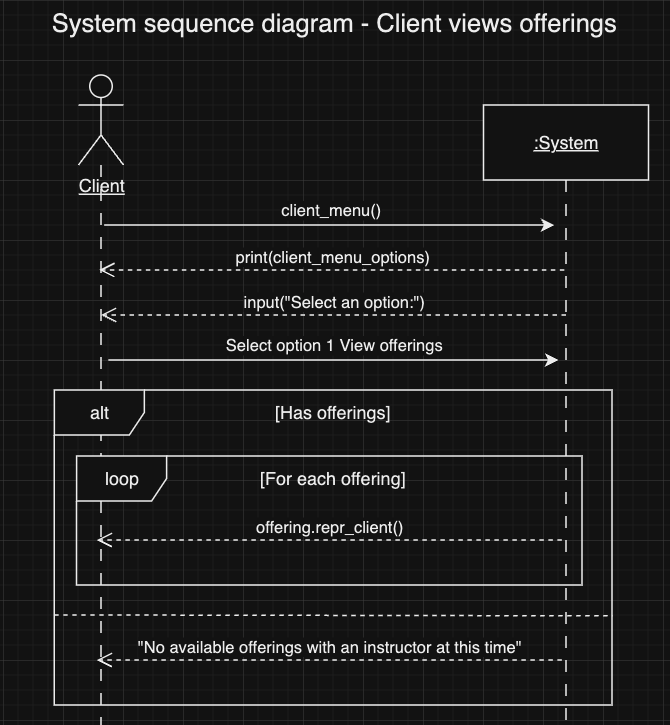 System sequence diagram - Client views offerings
:System
Client
client_menu()
print(client_menu_options)
input("Select an option:")
Select option 1 View offerings
alt
[Has offerings]
loop
[For each offering]
offering.repr_client()
"No available offerings with an instructor at this time"